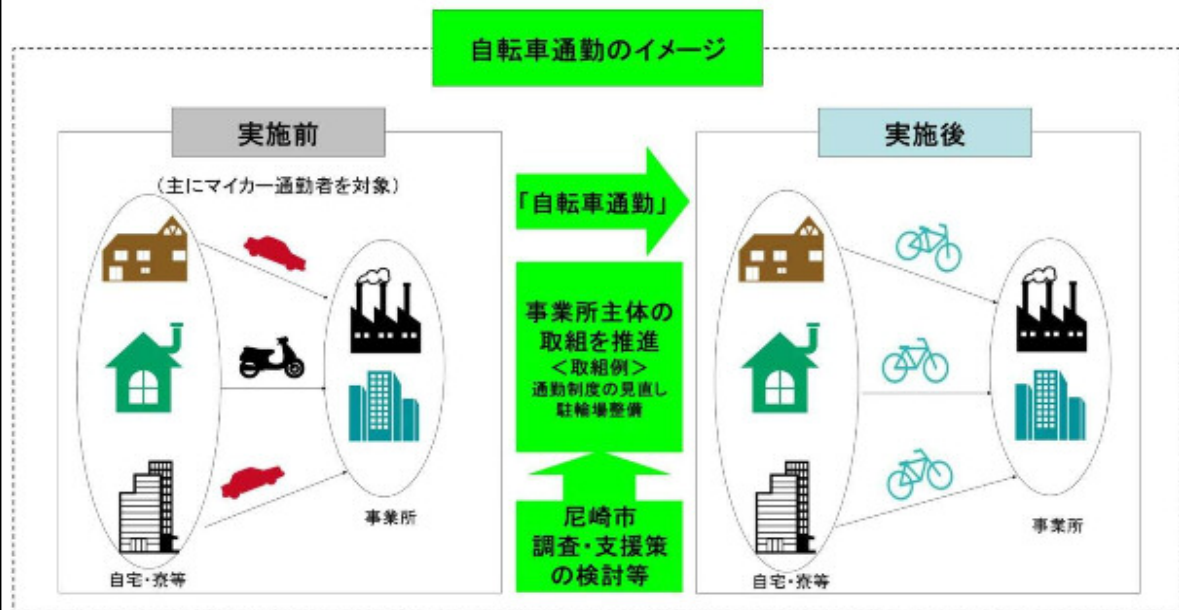 自転車通勤のイメージ
実施前
(主にマイカー通勤者を対象)
自宅・寮等
事業所
「自転車通勤」
事業所主体の
取組を推進
＜取組例＞
通勤制度の見直し
駐輪場整備
尼崎市
調査・支援策
の検討等
実施後
自宅・寮等
事業所